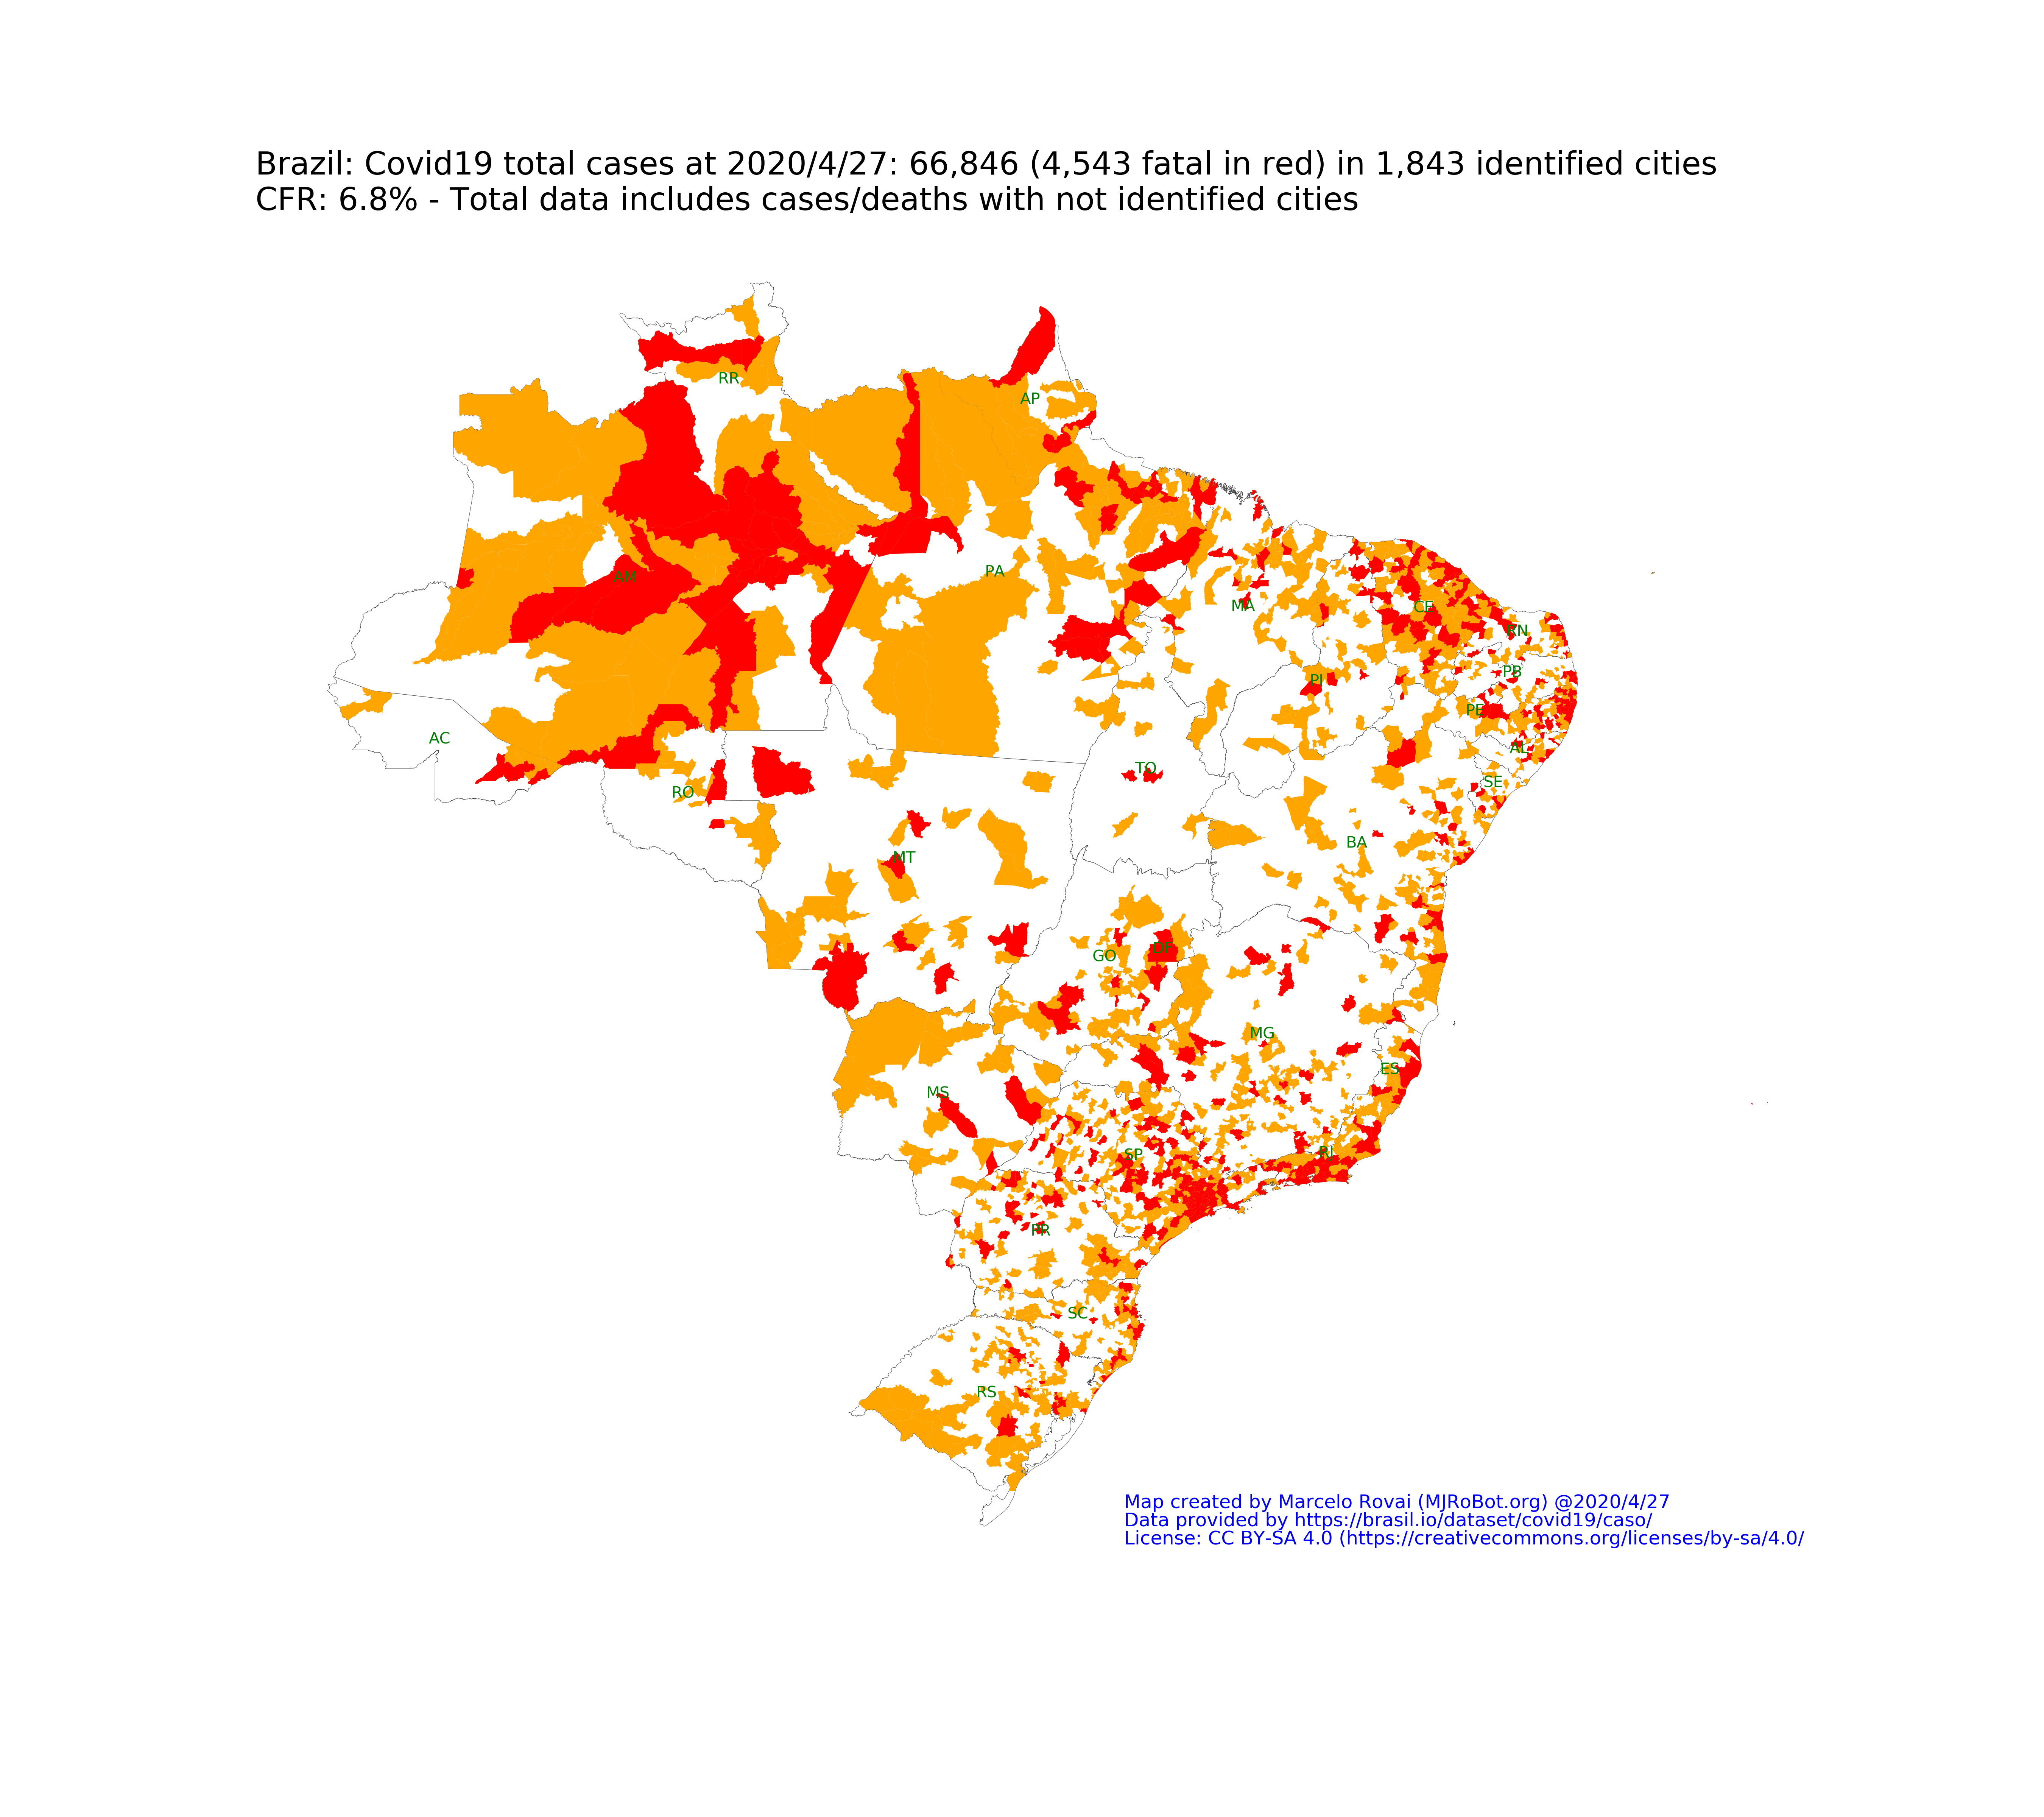 Brazil: Covid19 total cases at 2020/4/27: 66,846 (4,543 fatal in red) in 1,843 identified cities
CFR: 6.8% - Total data includes cases/deaths with not identified cities
RR
AP
AM
PA
MA
CE
RN
PB
PI
PE
AC
AL
TO
SE
RO
BA
MT
DF
GO
MG
ES
MS
RJ
SP
PR
SC
RS
Map created by Marcelo Rovai (MJRoBot.org) @2020/4/27
Data provided by https://brasil.io/dataset/covid19/caso/
License: CC BY-SA 4.0 (https://creativecommons.org/licenses/by-sa/4.0/